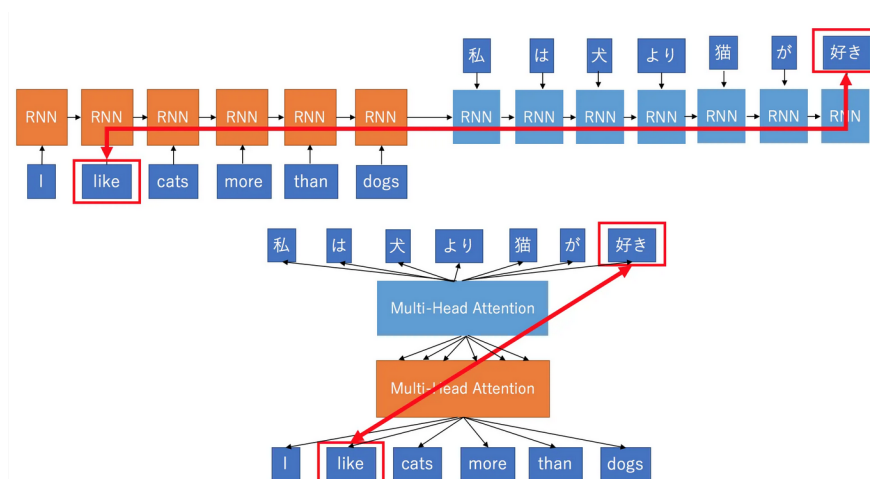 私 は 犬 より 猫 が 好き
RNN RNN RNN RNN RNN RNN RNN RNN RNN RNN RNN RNN RNN
I like cats more than dogs
私 は 犬 より 猫 が 好き
Multi-Head Attention
Multi-Head Attention
I like cats more than dogs